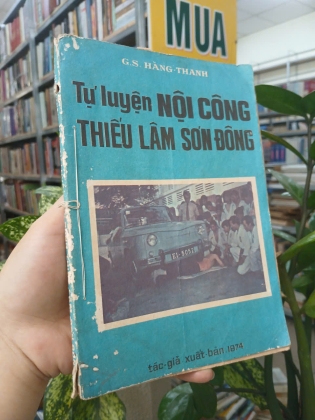 MUA
G.S HÀNG-THANH
Tự luyện NỘI CÔNG
THIẾU LÂM SƠN ĐÔNG
tác-giả xuất-bản 1974